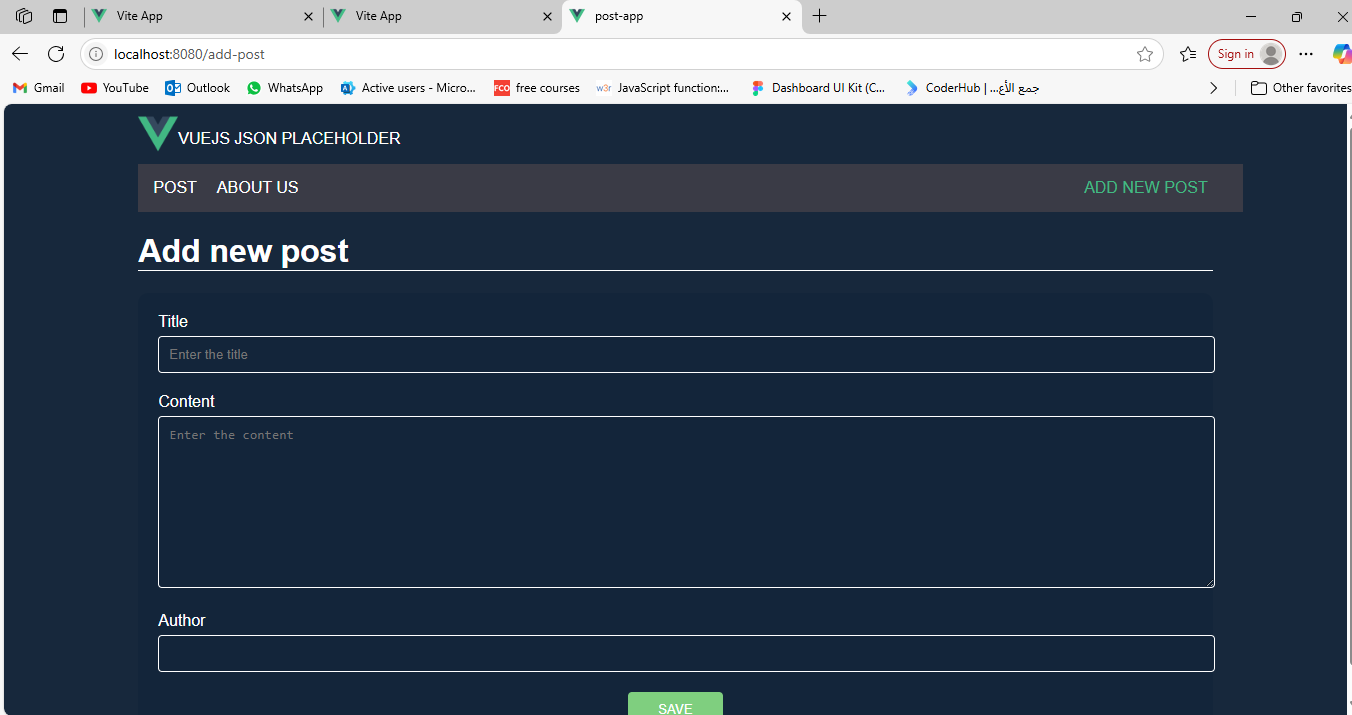 Vite App
Vite App
post-app
localhost:8080/add-post
Sign in
Gmail
YouTube
Outlook
WhatsApp
Active users - Micro...
free courses
JavaScript function:...
Dashboard UI Kit (C...
CoderHub | جمع الأع...
Other favorites
VUEJS JSON PLACEHOLDER
POST ABOUT US ADD NEW POST
Add new post
Title
Enter the title
Content
Enter the content
Author
SAVE